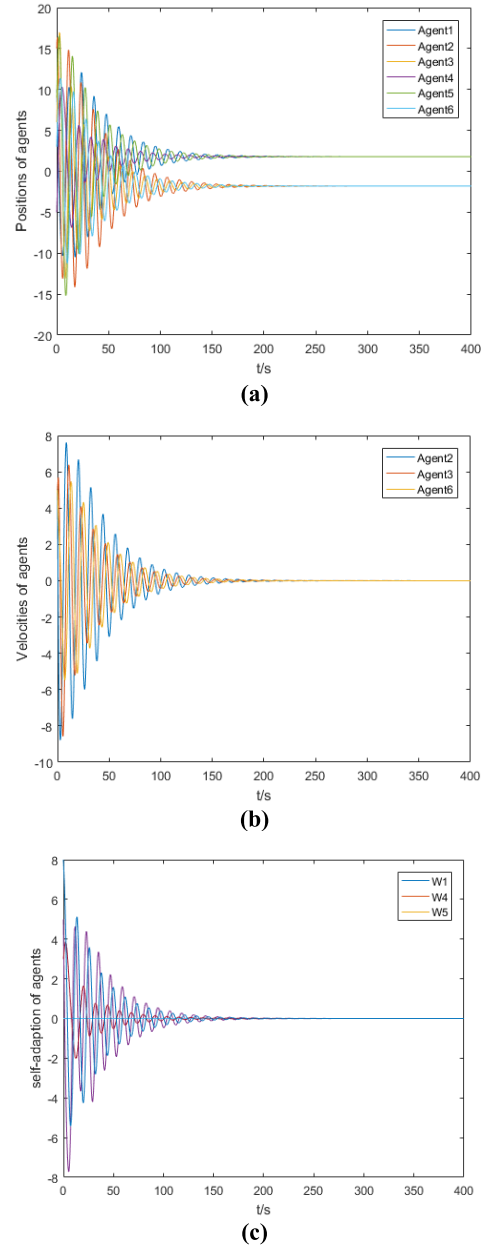 20
15
10
5
0
-5
-10
-15
-20
Positions of agents
Agent1
Agent2
Agent3
Agent4
Agent5
Agent6
0 50 100 150 200 250 300 350 400
t/s
(a)
8
6
4
2
0
-2
-4
-6
-8
-10
Velocities of agents
Agent2
Agent3
Agent6
0 50 100 150 200 250 300 350 400
t/s
(b)
8
6
4
2
0
-2
-4
-6
-8
self-adaption of agents
W1
W4
W5
0 50 100 150 200 250 300 350 400
t/s
(c)